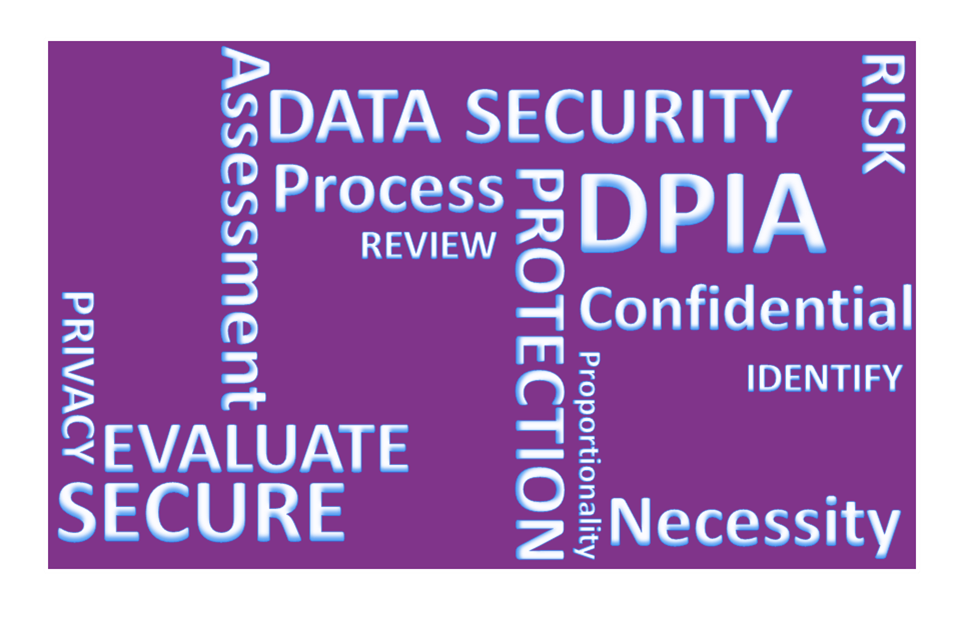 Assessment
DATA SECURITY
RISK
Process
PROTECTION
DPIA
REVIEW
Confidential
PRIVACY
Proportionality
IDENTIFY
EVALUATE
SECURE
Necessity